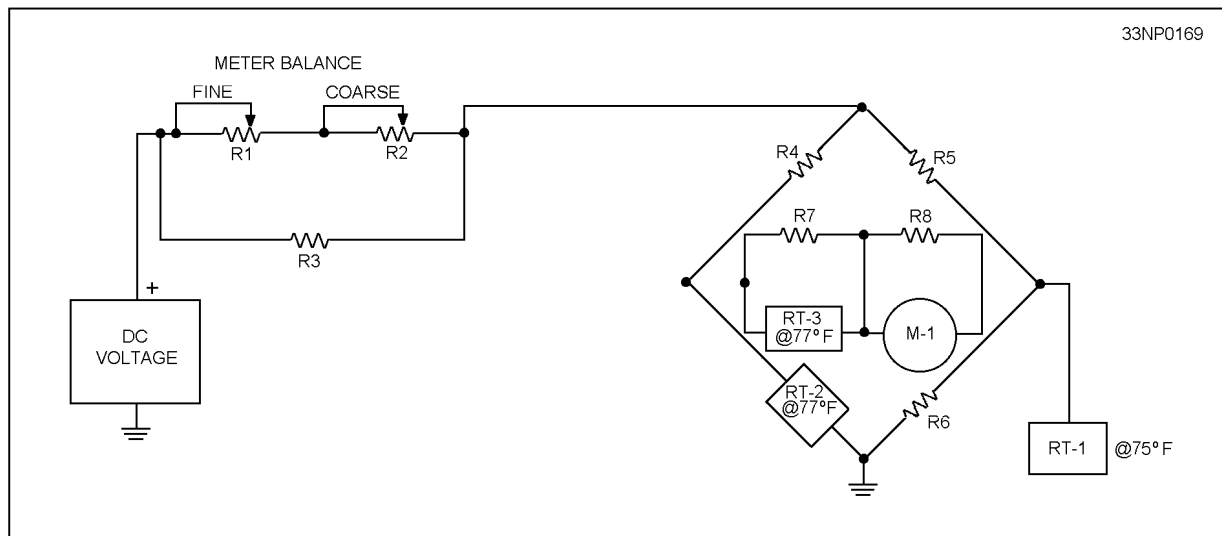 33NP0169
METER BALANCE
FINE
COARSE
R1
R2
R3
R4
R5
R7
R8
+
DC
VOLTAGE
RT-3
@77°F
M-1
RT-2
@77°F
R6
RT-1
@75°F